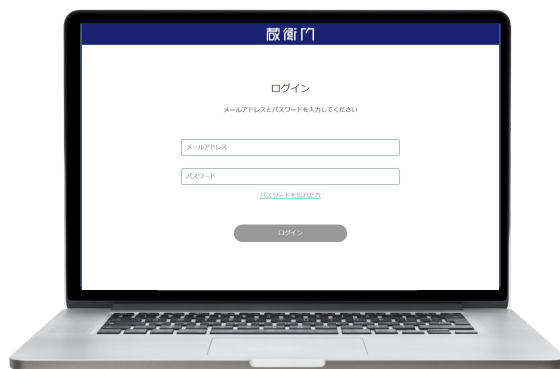 蔵衛門
ログイン
メールアドレスとパスワードを入力してください
メールアドレス
パスワード
パスワードを忘れた方
ログイン